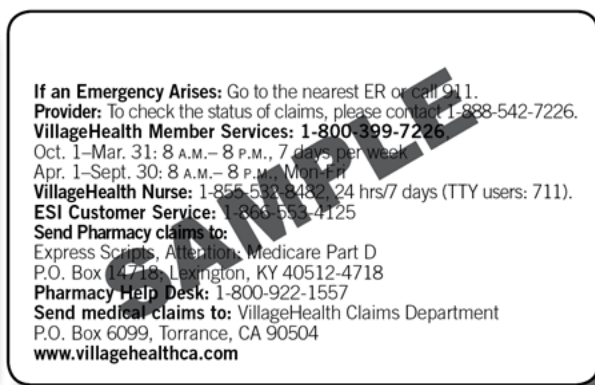 If an Emergency Arises: Go to the nearest ER or call 911.
Provider: To check the status of claims, please contact 1-888-542-7226.
VillageHealth Member Services: 1-800-399-7226.
Oct. 1–Mar. 31: 8 A.M.– 8 P.M., 7 days per week
Apr. 1–Sept. 30: 8 A.M.– 8 P.M., Mon-Fri
VillageHealth Nurse: 1-855-532-8482, 24 hrs/7 days (TTY users: 711).
ESI Customer Service: 1-866-553-4125
Send Pharmacy claims to:
Express Scripts, Attention: Medicare Part D
P.O. Box 14718; Lexington, KY 40512-4718
Pharmacy Help Desk: 1-800-922-1557
Send medical claims to: VillageHealth Claims Department
P.O. Box 6099, Torrance, CA 90504
www.villagehealthca.com
SAMPLE